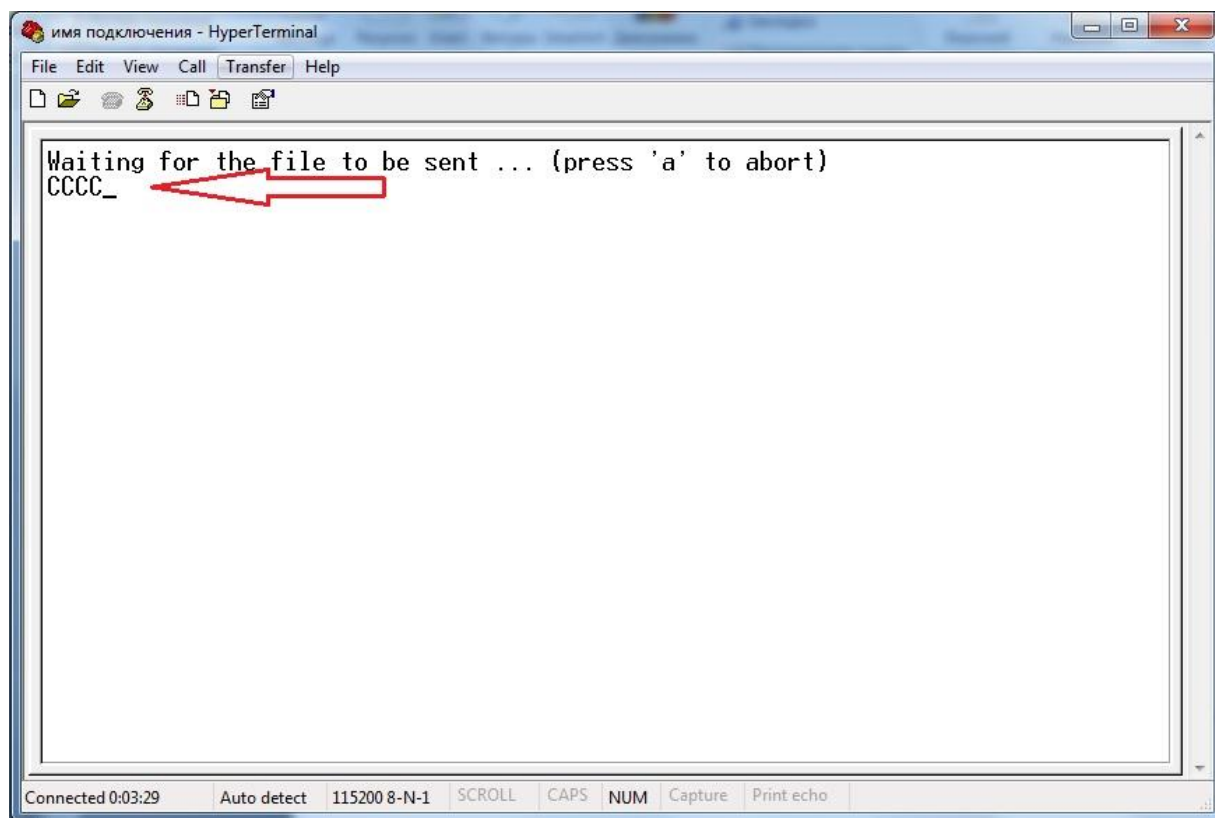 имя подключения - HyperTerminal
File Edit View Call Transfer Help
Waiting for the file to be sent ... (press 'a' to abort)
CCCC_
Connected 0:03:29 Auto detect 115200 8-N-1 SCROLL CAPS NUM Capture Print echo